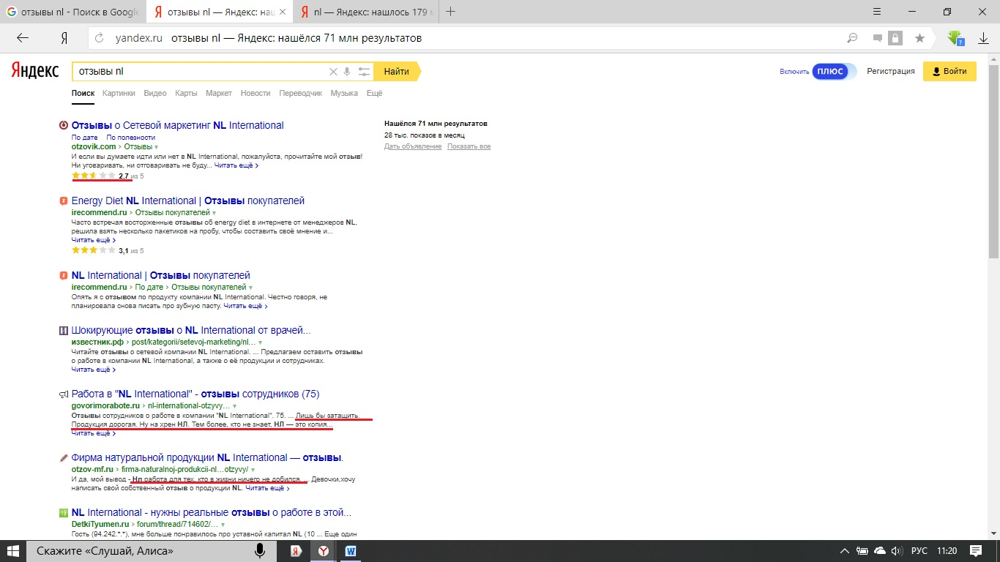 отзывы nl - Поиск в Google
отзывы nl — Яндекс: наш
nl — Яндекс: нашлось 179 м
Я
yandex.ru отзывы nl — Яндекс: нашёлся 71 млн результатов
Яндекс
отзывы nl
Найти
Включить ПЛЮС
Регистрация
Войти
Поиск Картинки Видео Карты Маркет Новости Переводчик Музыка Ещё
Отзывы о Сетевой маркетинг NL International
По дате По полезности
otzovik.com › Отзывы
И если вы думаете идти или нет в NL International, пожалуйста, прочитайте мой отзыв!
Ни уговаривать, ни отговаривать не буду... Читать ещё ›
2,7 из 5
Нашёлся 71 млн результатов
28 тыс. показов в месяц
Дать объявление Показать все
Energy Diet NL International | Отзывы покупателей
irecommend.ru › Отзывы покупателей
Часто встречая восторженные отзывы об energy diet в интернете от менеджеров NL,
решила взять несколько пакетиков на пробу, чтобы составить своё мнение и...
Читать ещё ›
3,1 из 5
NL International | Отзывы покупателей
irecommend.ru › По дате › Отзывы покупателей
Опять я с отзывом по продукту компании NL International. Честно говоря, не
планировала снова писать про зубную пасту. Читать ещё ›
Шокирующие отзывы о NL International от врачей...
известник.рф › post/kategorii/setevoj-marketing/nl...
Читайте отзывы о сетевой компании NL International. ... Предлагаем оставить отзывы
о работе в компании NL International, а также о её продукции и сотрудниках.
Читать ещё ›
Работа в "NL International" - отзывы сотрудников (75)
govorimorabote.ru › nl-international-otzyvy...
Отзывы сотрудников о работе в компании "NL International". 75. ... Лишь бы затащить.
Продукция дорогая. Ну на хрен НЛ. Тем более, кто не знает, НЛ — это копия...
Читать ещё ›
Фирма натуральной продукции NL International — отзывы.
otzov-mf.ru › firma-naturalnoj-produkcii-nl...otzyvy/
И да, мой вывод - Нл работа для тех, кто в жизни ничего не добился. ... Девочки,хочу
написать свой собственный отзыв о продукции NL. Читать ещё ›
NL International - нужны реальные отзывы о работе в этой...
DetkiTyumen.ru › forum/thread/714602/...
Гость (94.242.*.*), мне больше понравилось про уставной капитал NL (10 ... Еще один
Скажите «Слушай, Алиса»
РУС 11:20